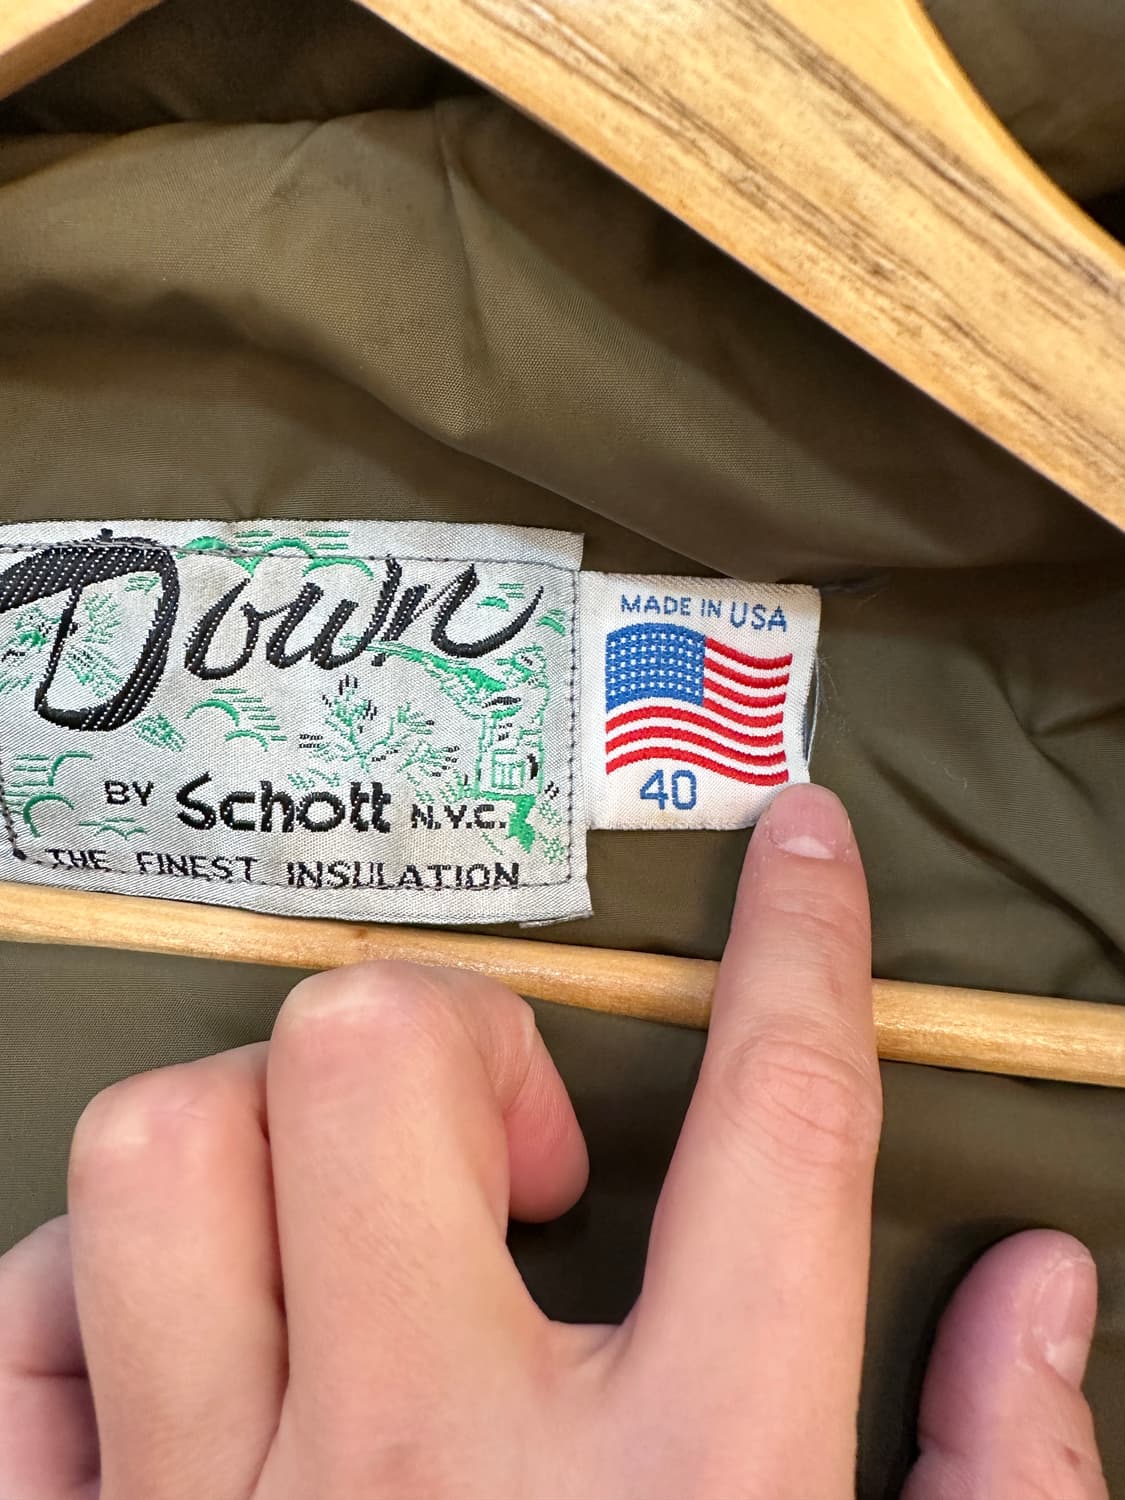 Down
BY Schott N.Y.C.
THE FINEST INSULATION
MADE IN USA
40